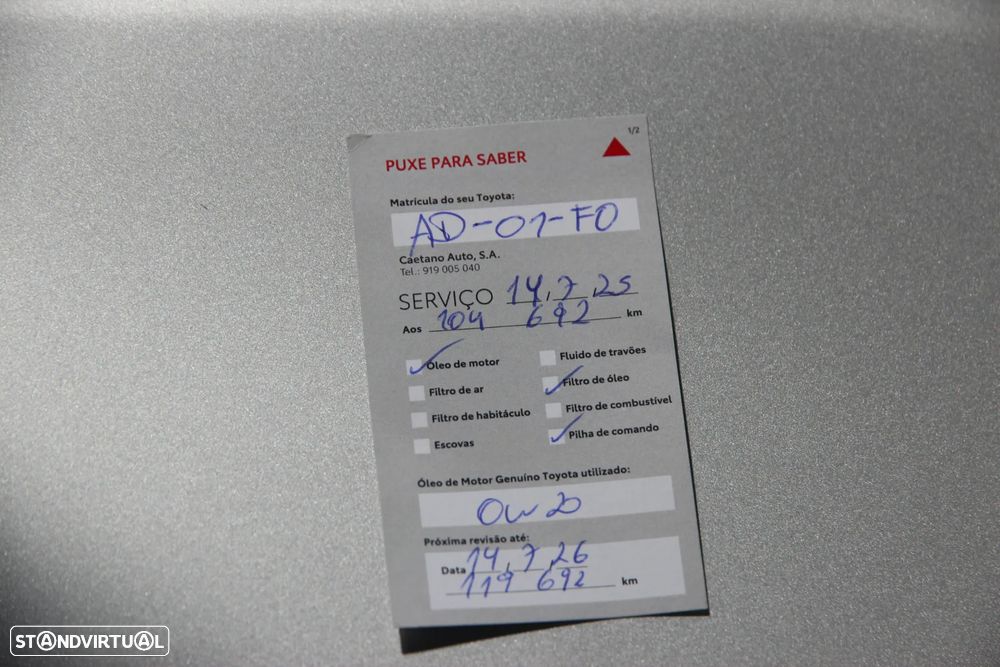 1/2
PUXE PARA SABER
Matrícula do seu Toyota:
AD-01-FO
Caetano Auto, S.A.
Tel.: 919 005 040
SERVIÇO 14,7,25
Aos 104 692 km
Óleo de motor Fluido de travões
Filtro de ar Filtro de óleo
Filtro de habitáculo Filtro de combustível
Escovas Pilha de comando
Óleo de Motor Genuíno Toyota utilizado:
0w20
Próxima revisão até:
Data 14,7,26
119 692 km
STANDVIRTUAL